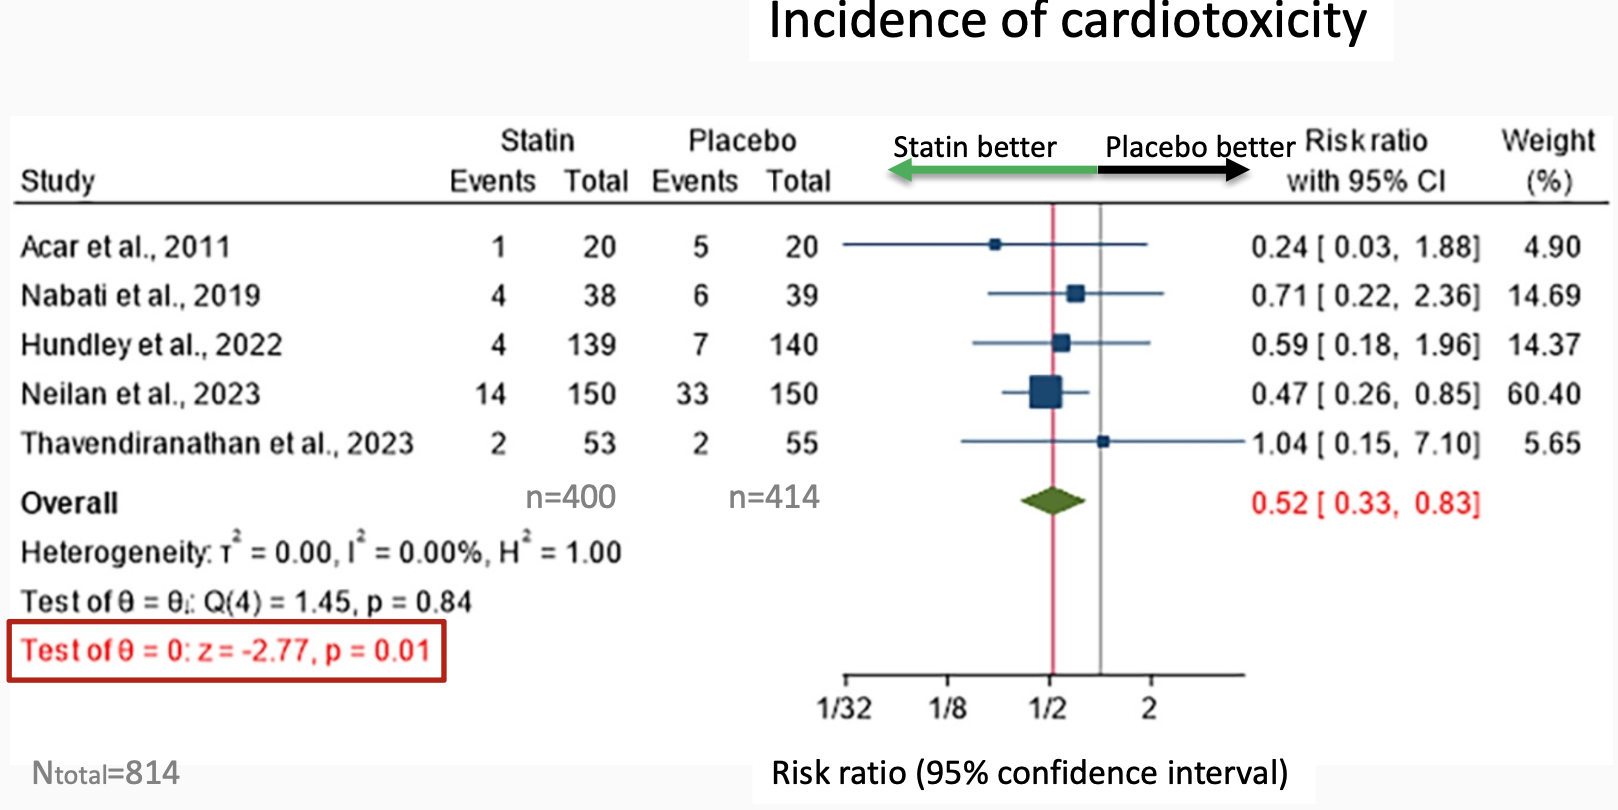 Incidence of cardiotoxicity
Statin Placebo Statin better Placebo better Risk ratio Weight
Study Events Total Events Total with 95% CI (%)
Acar et al., 2011 1 20 5 20 0.24 [ 0.03, 1.88] 4.90
Nabati et al., 2019 4 38 6 39 0.71 [ 0.22, 2.36] 14.69
Hundley et al., 2022 4 139 7 140 0.59 [ 0.18, 1.96] 14.37
Neilan et al., 2023 14 150 33 150 0.47 [ 0.26, 0.85] 60.40
Thavendiranathan et al., 2023 2 53 2 55 1.04 [ 0.15, 7.10] 5.65
Overall n=400 n=414 0.52 [ 0.33, 0.83]
Heterogeneity: τ² = 0.00, I² = 0.00%, H² = 1.00
Test of θ = θᵢ: Q(4) = 1.45, p = 0.84
Test of θ = 0: z = -2.77, p = 0.01
1/32 1/8 1/2 2
Ntotal=814 Risk ratio (95% confidence interval)